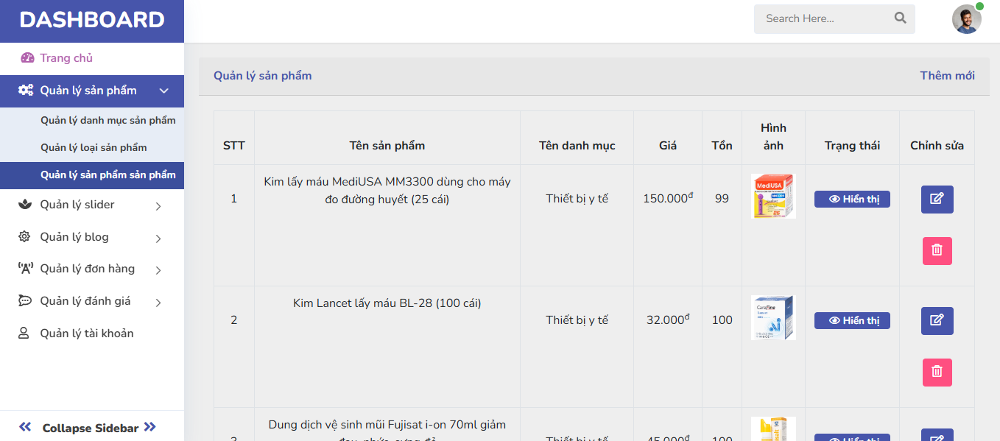 DASHBOARD
Search Here...
Trang chủ
Quản lý sản phẩm
Quản lý danh mục sản phẩm
Quản lý loại sản phẩm
Quản lý sản phẩm sản phẩm
Quản lý slider
Quản lý blog
Quản lý đơn hàng
Quản lý đánh giá
Quản lý tài khoản
Collapse Sidebar
Quản lý sản phẩm
Thêm mới
STT
Tên sản phẩm
Tên danh mục
Giá
Tồn
Hình
ảnh
Trạng thái
Chỉnh sửa
1
Kim lấy máu MediUSA MM3300 dùng cho máy
đo đường huyết (25 cái)
Thiết bị y tế
150.000đ
99
MediUSA
Hiển thị
2
Kim Lancet lấy máu BL-28 (100 cái)
Thiết bị y tế
32.000đ
100
CareFine
Lancet
Hiển thị
3
Dung dịch vệ sinh mũi Fujisat i-on 70ml giảm
Thiết bị y tế
45.000đ
100
Hiển thị